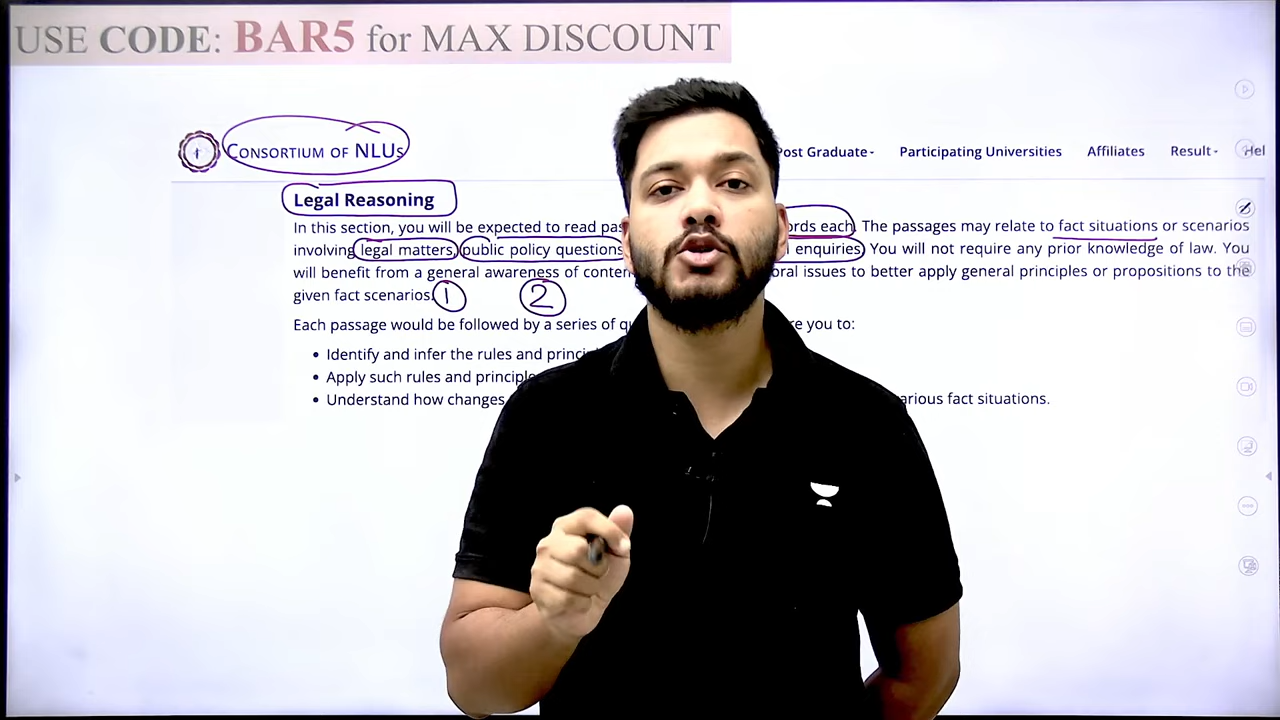 USE CODE: BAR5 for MAX DISCOUNT
CONSORTIUM OF NLUs
Post Graduate
Participating Universities
Affiliates
Result
Hel
Legal Reasoning
In this section, you will be expected to read pas ords each. The passages may relate to fact situations or scenarios
involving legal matters, public policy questions enquiries. You will not require any prior knowledge of law. You
will benefit from a general awareness of conte oral issues to better apply general principles or propositions to the
given fact scenarios. 1 2
Each passage would be followed by a series of qu re you to:
• Identify and infer the rules and princi
• Apply such rules and principle
• Understand how changes arious fact situations.